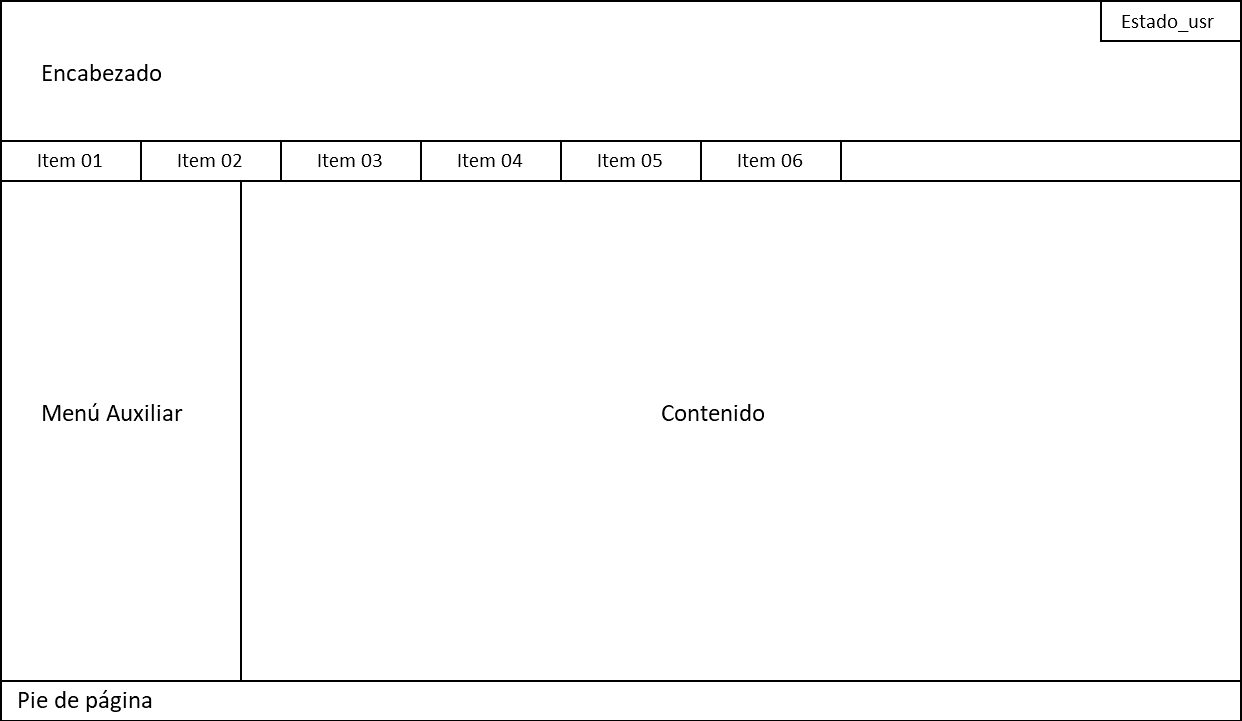 Estado_usr
Encabezado
Item 01
Item 02
Item 03
Item 04
Item 05
Item 06
Menú Auxiliar
Contenido
Pie de página